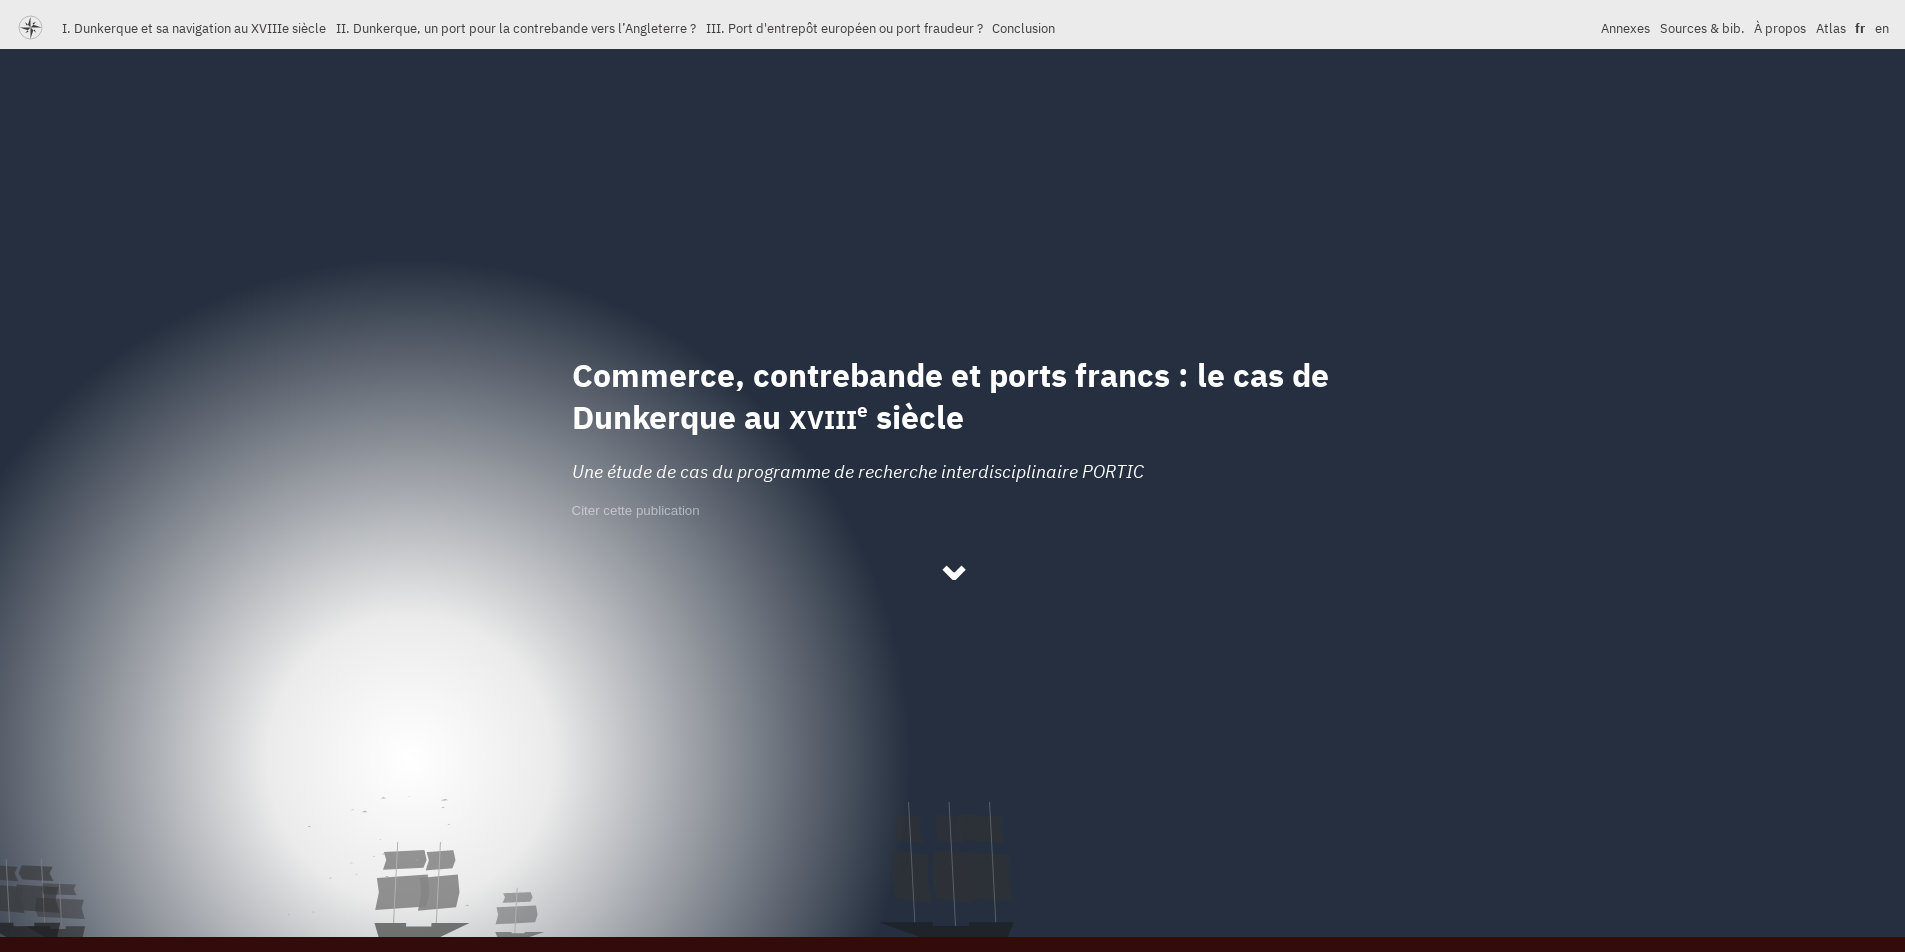 I. Dunkerque et sa navigation au XVIIIe siècle II. Dunkerque, un port pour la contrebande vers l’Angleterre ? III. Port d'entrepôt européen ou port fraudeur ? Conclusion Annexes Sources & bib. À propos Atlas fr en
Commerce, contrebande et ports francs : le cas de
Dunkerque au XVIIIe siècle
Une étude de cas du programme de recherche interdisciplinaire PORTIC
Citer cette publication